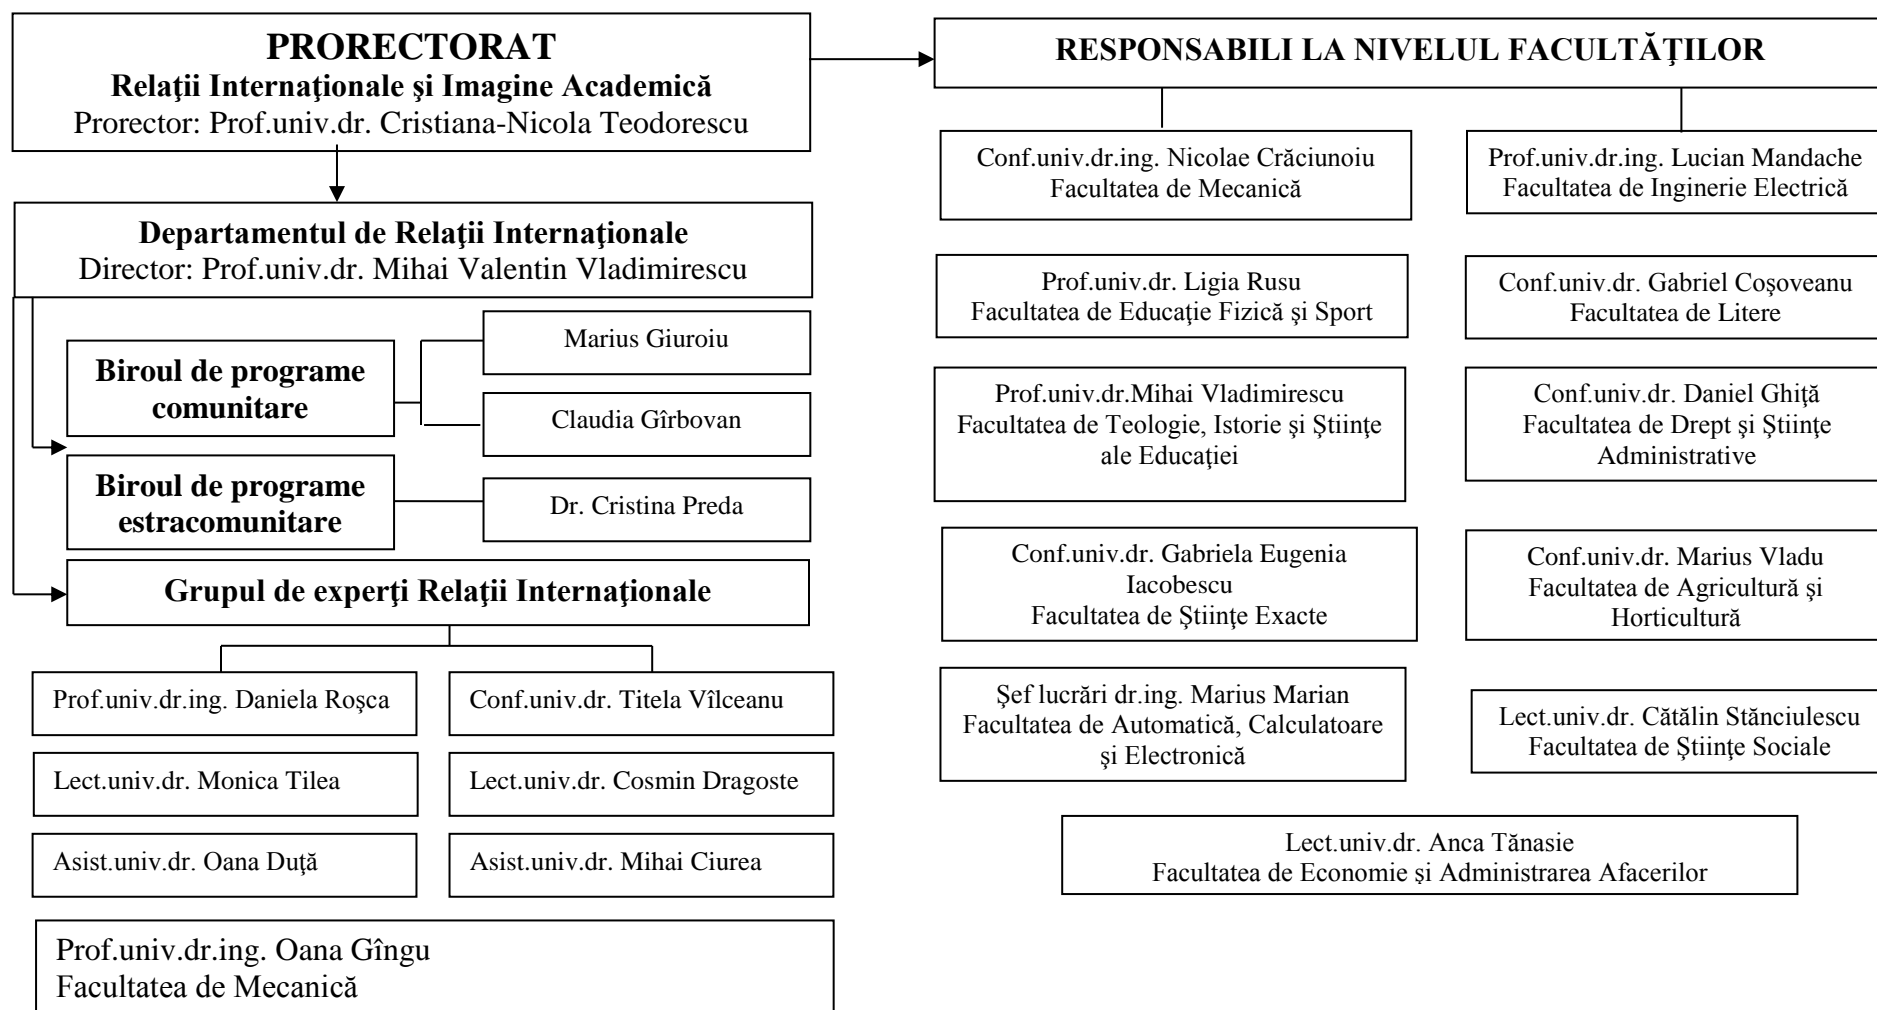 PRORECTORAT
Relaţii Internaţionale şi Imagine Academică
Prorector: Prof.univ.dr. Cristiana-Nicola Teodorescu
Departamentul de Relaţii Internaţionale
Director: Prof.univ.dr. Mihai Valentin Vladimirescu
Biroul de programe
comunitare
Marius Giuroiu
Claudia Gîrbovan
Biroul de programe
estracomunitare
Dr. Cristina Preda
Grupul de experţi Relaţii Internaţionale
Prof.univ.dr.ing. Daniela Roşca
Conf.univ.dr. Titela Vîlceanu
Lect.univ.dr. Monica Tilea
Lect.univ.dr. Cosmin Dragoste
Asist.univ.dr. Oana Duţă
Asist.univ.dr. Mihai Ciurea
Prof.univ.dr.ing. Oana Gîngu
Facultatea de Mecanică
RESPONSABILI LA NIVELUL FACULTĂŢILOR
Conf.univ.dr.ing. Nicolae Crăciunoiu
Facultatea de Mecanică
Prof.univ.dr.ing. Lucian Mandache
Facultatea de Inginerie Electrică
Prof.univ.dr. Ligia Rusu
Facultatea de Educaţie Fizică şi Sport
Conf.univ.dr. Gabriel Coşoveanu
Facultatea de Litere
Prof.univ.dr.Mihai Vladimirescu
Facultatea de Teologie, Istorie şi Ştiinţe
ale Educaţiei
Conf.univ.dr. Daniel Ghiţă
Facultatea de Drept şi Ştiinţe
Administrative
Conf.univ.dr. Gabriela Eugenia
Iacobescu
Facultatea de Ştiinţe Exacte
Conf.univ.dr. Marius Vladu
Facultatea de Agricultură şi
Horticultură
Şef lucrări dr.ing. Marius Marian
Facultatea de Automatică, Calculatoare
şi Electronică
Lect.univ.dr. Cătălin Stănciulescu
Facultatea de Ştiinţe Sociale
Lect.univ.dr. Anca Tănasie
Facultatea de Economie şi Administrarea Afacerilor